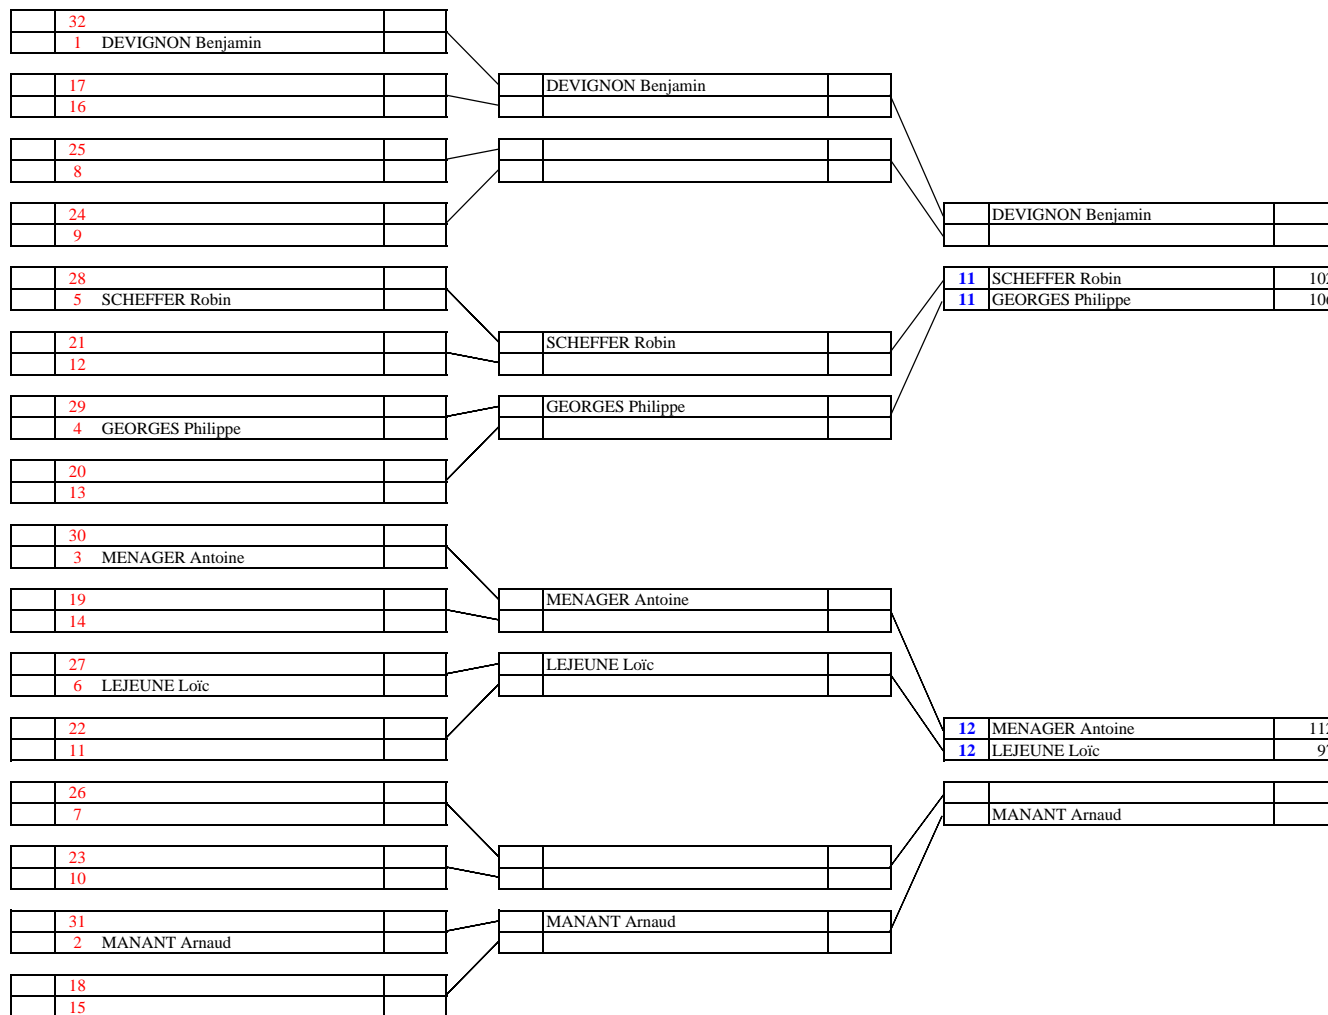 32
1 DEVIGNON Benjamin
17
16
25
8
24
9
28
5 SCHEFFER Robin
21
12
29
4 GEORGES Philippe
20
13
30
3 MENAGER Antoine
19
14
27
6 LEJEUNE Loïc
22
11
26
7
23
10
31
2 MANANT Arnaud
18
15
DEVIGNON Benjamin
SCHEFFER Robin
GEORGES Philippe
MENAGER Antoine
LEJEUNE Loïc
MANANT Arnaud
DEVIGNON Benjamin
11 SCHEFFER Robin
11 GEORGES Philippe
12 MENAGER Antoine
12 LEJEUNE Loïc
MANANT Arnaud